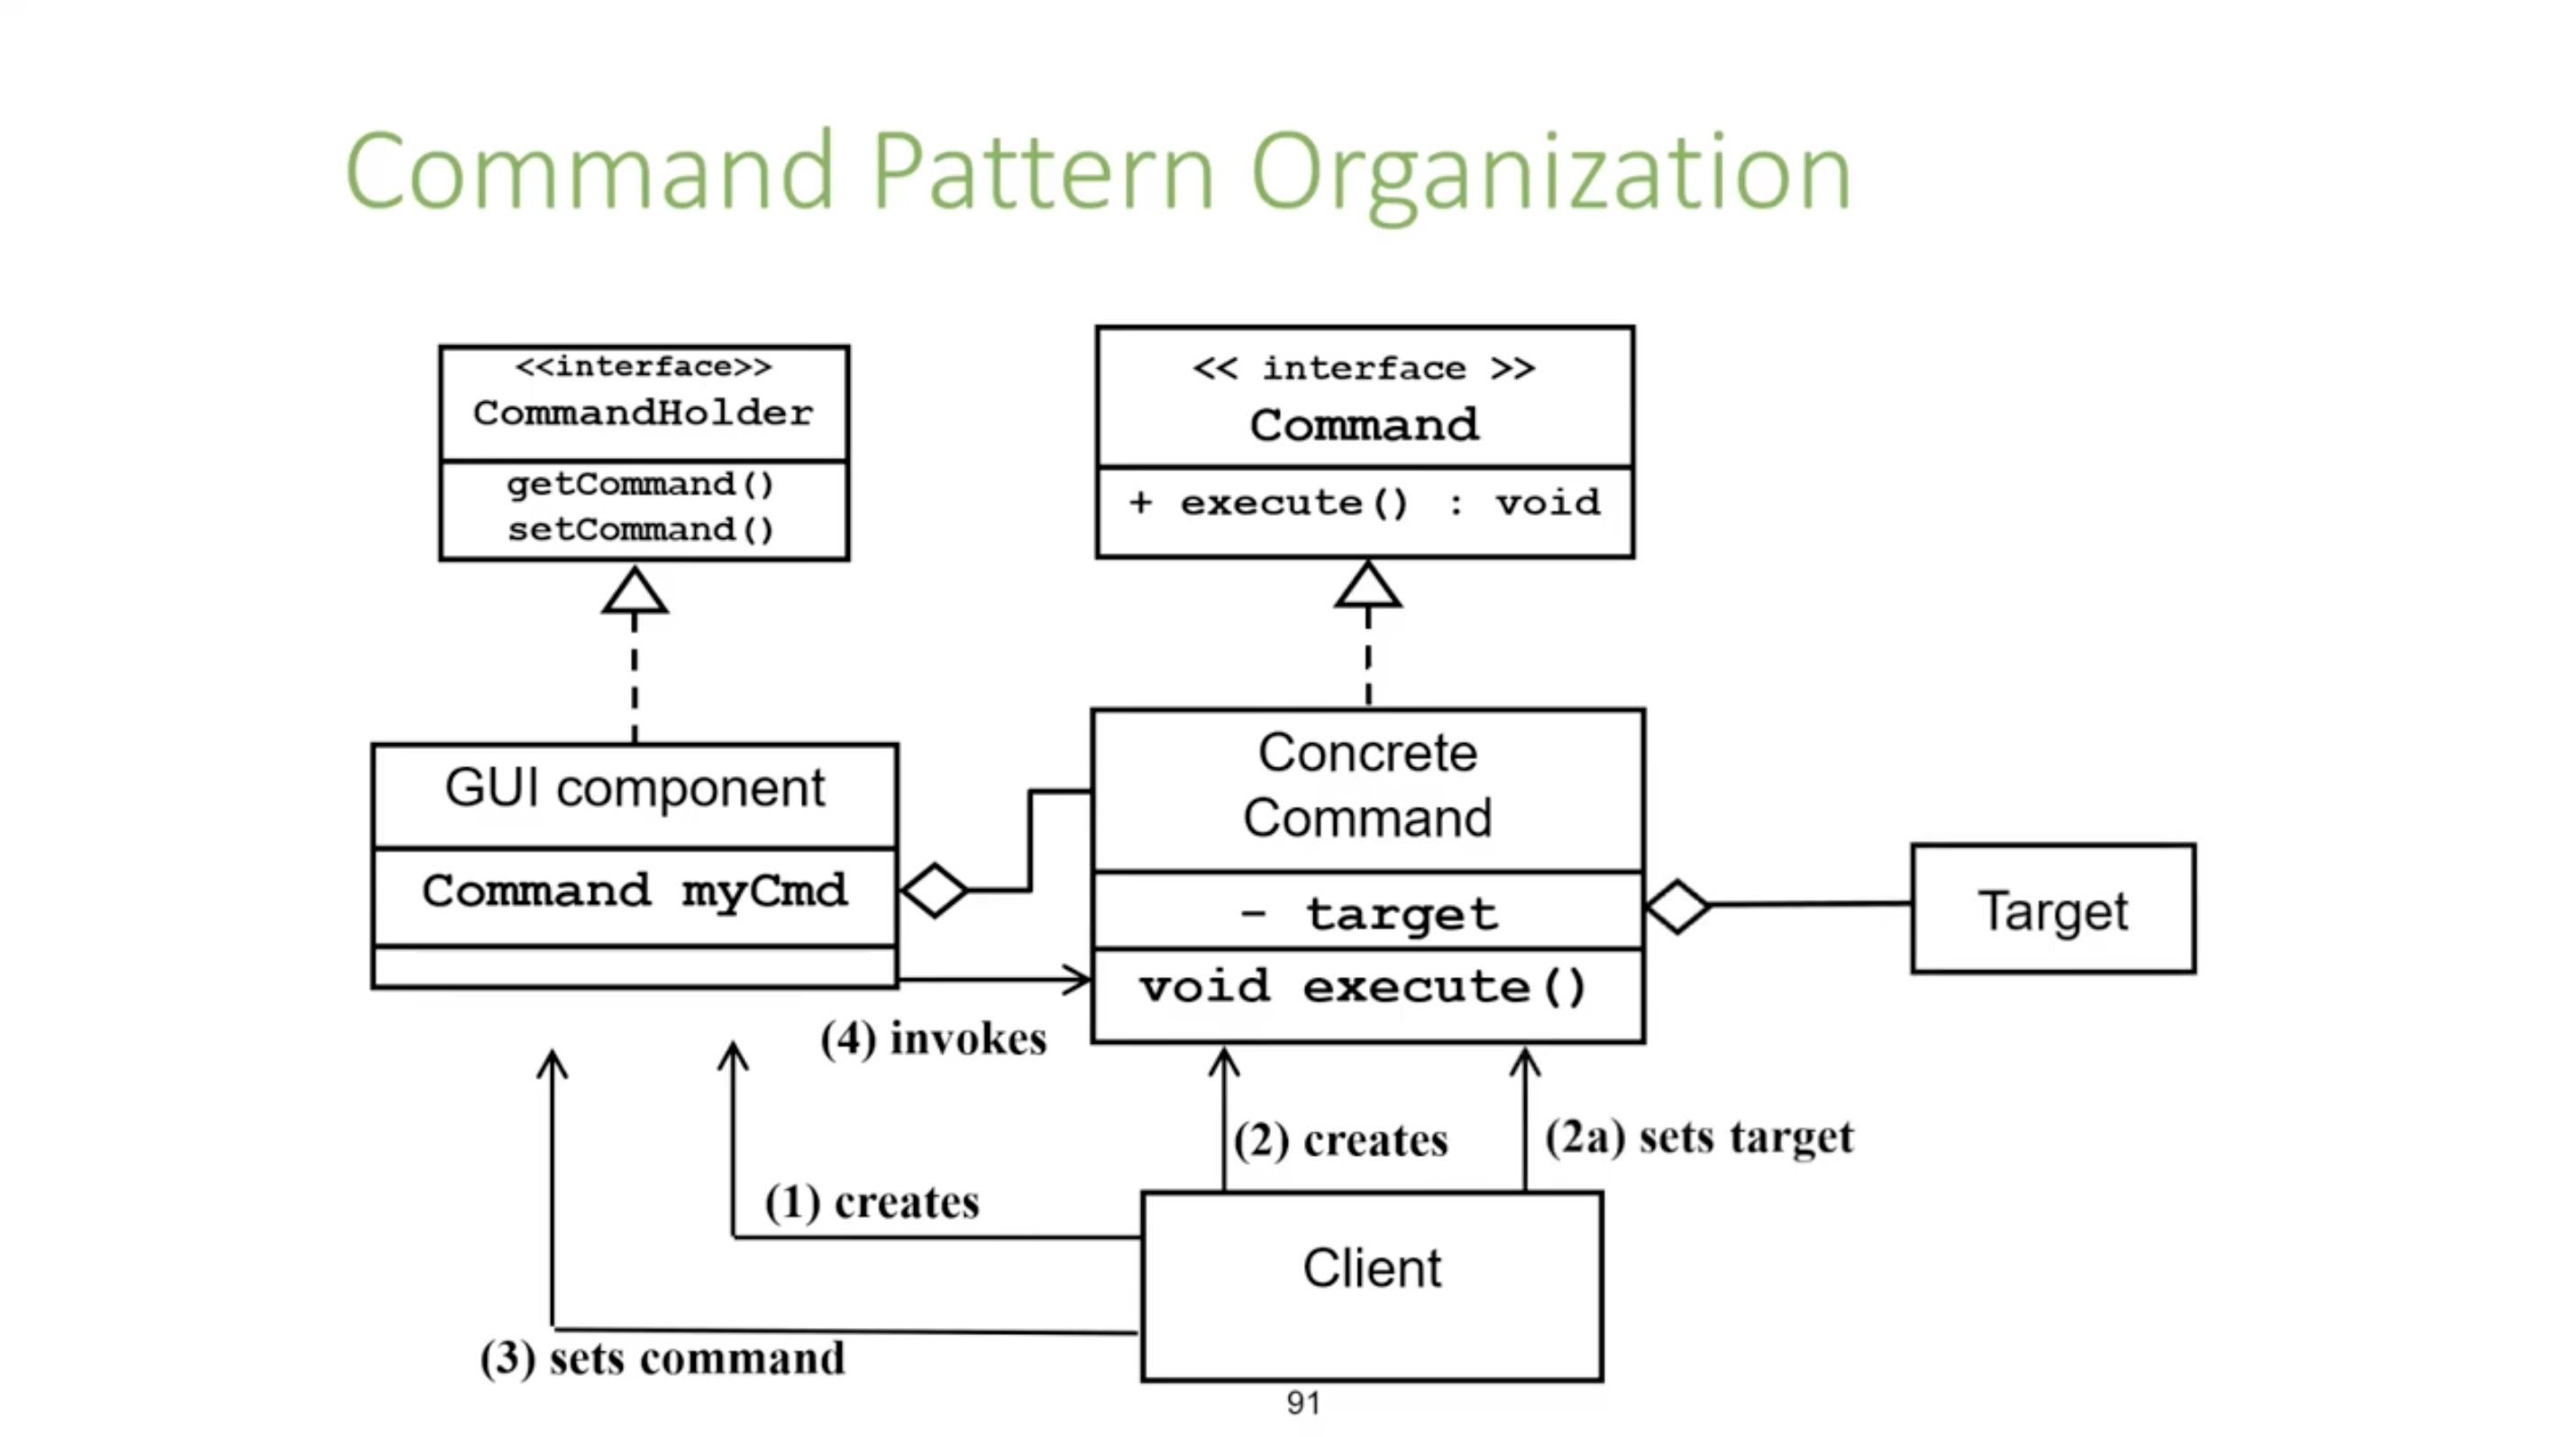 Command Pattern Organization
<<interface>>
CommandHolder
getCommand()
setCommand()
<< interface >>
Command
+ execute() : void
GUI component
Command myCmd
Concrete
Command
- target
void execute()
Target
(4) invokes
(2) creates
(2a) sets target
(1) creates
Client
(3) sets command
91